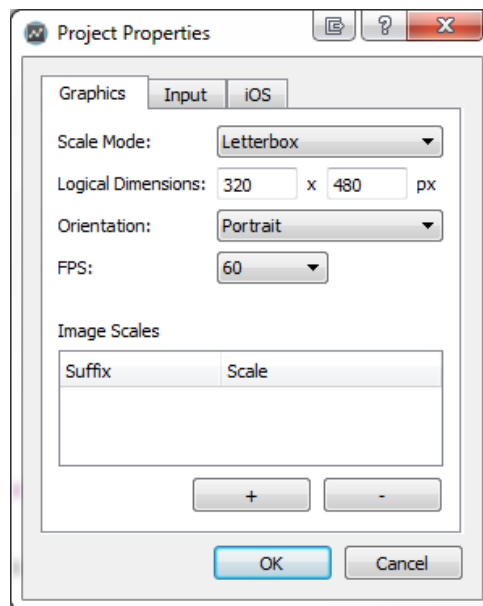 Project Properties
Graphics Input iOS
Scale Mode: Letterbox
Logical Dimensions: 320 x 480 px
Orientation: Portrait
FPS: 60
Image Scales
Suffix Scale
+ -
OK Cancel